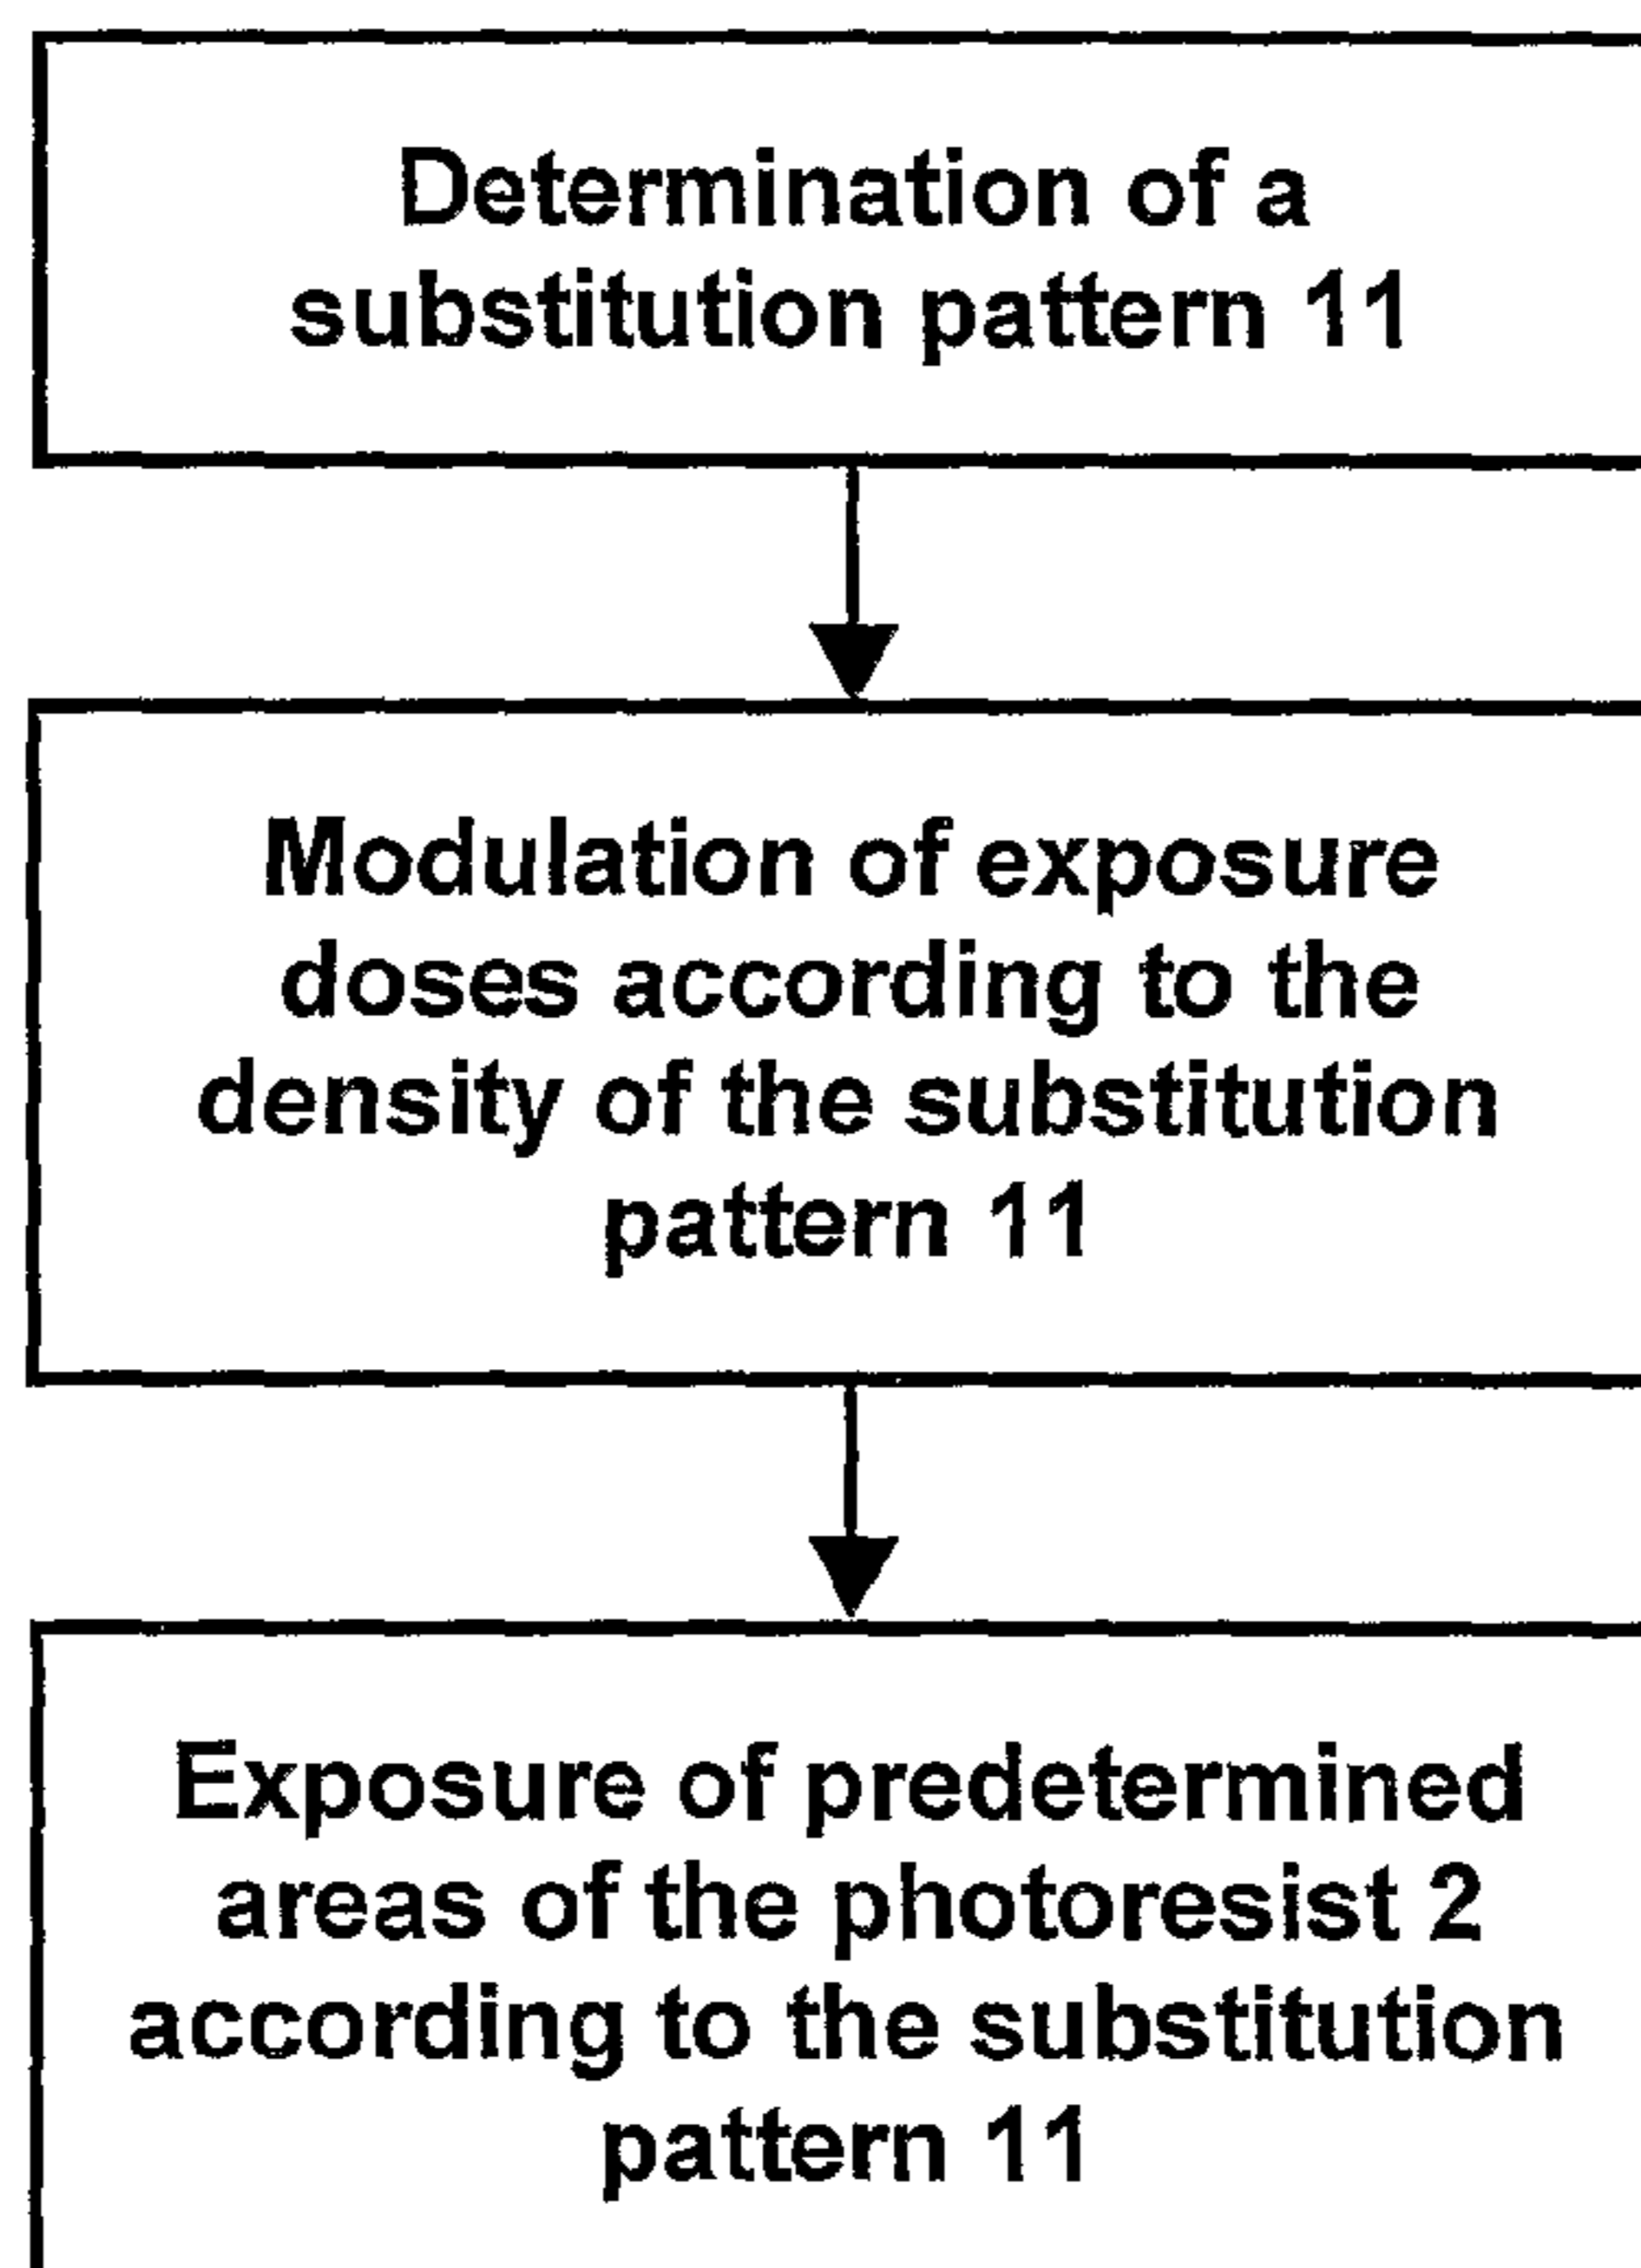 Determination of a
substitution pattern 11
Modulation of exposure
doses according to the
density of the substitution
pattern 11
Exposure of predetermined
areas of the photoresist 2
according to the substitution
pattern 11